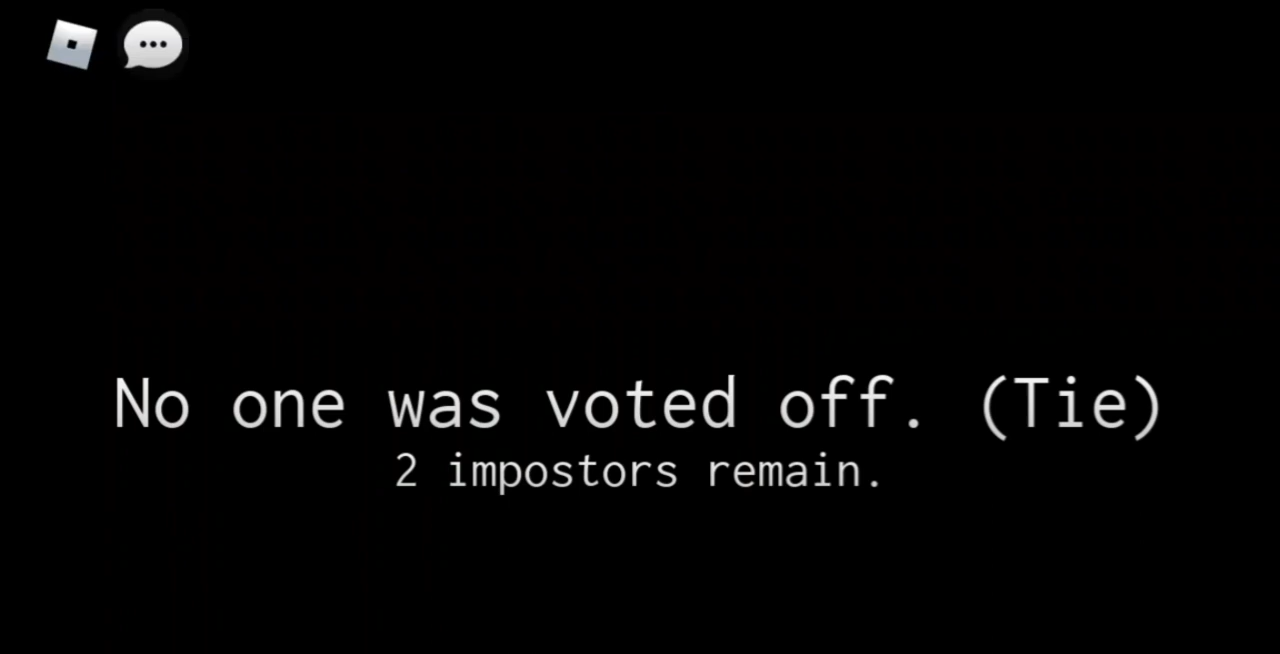 No one was voted off. (Tie)
2 impostors remain.